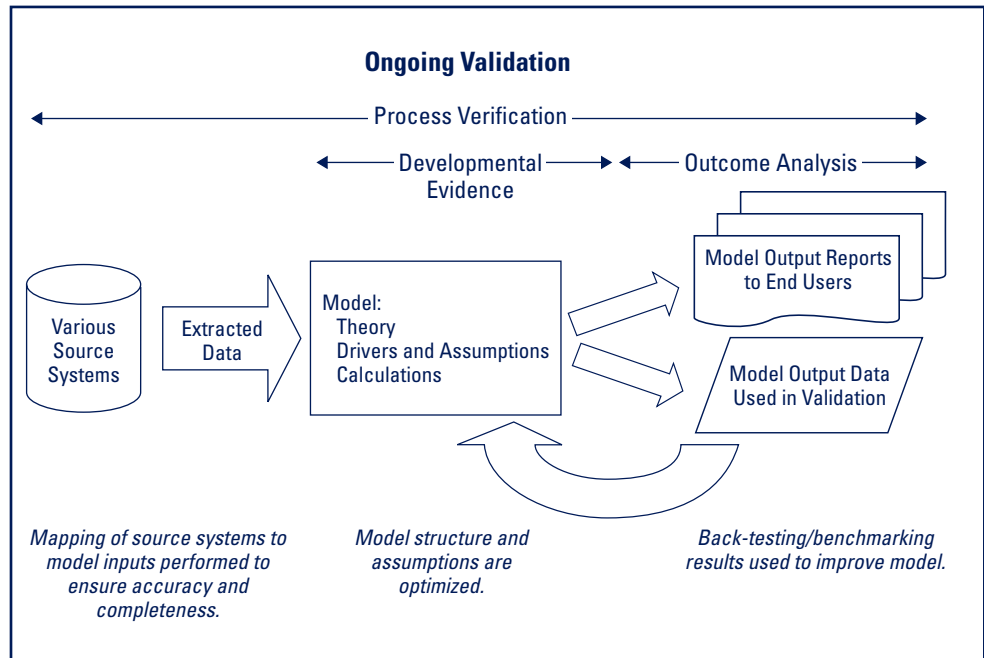 Ongoing Validation
Process Verification
Developmental
Evidence
Outcome Analysis
Various
Source
Systems
Extracted
Data
Model:
Theory
Drivers and Assumptions
Calculations
Model Output Reports
to End Users
Model Output Data
Used in Validation
Mapping of source systems to
model inputs performed to
ensure accuracy and
completeness.
Model structure and
assumptions are
optimized.
Back-testing/benchmarking
results used to improve model.